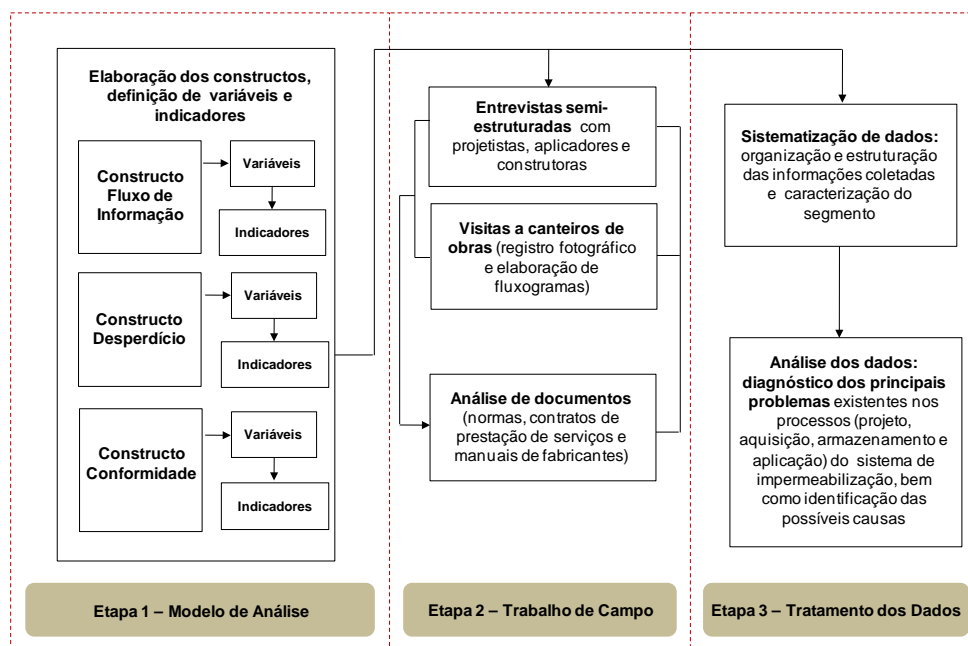 Elaboração dos constructos,
definição de variáveis e
indicadores
Constructo
Fluxo de
Informação
Variáveis
Indicadores
Constructo
Desperdício
Variáveis
Indicadores
Constructo
Conformidade
Variáveis
Indicadores
Etapa 1 – Modelo de Análise
Entrevistas semi-
estruturadas com
projetistas, aplicadores e
construtoras
Visitas a canteiros de
obras (registro fotográfico
e elaboração de
fluxogramas)
Análise de documentos
(normas, contratos de
prestação de serviços e
manuais de fabricantes)
Etapa 2 – Trabalho de Campo
Sistematização de dados:
organização e estruturação
das informações coletadas
e caracterização do
segmento
Análise dos dados:
diagnóstico dos principais
problemas existentes nos
processos (projeto,
aquisição, armazenamento e
aplicação) do sistema de
impermeabilização, bem
como identificação das
possíveis causas
Etapa 3 – Tratamento dos Dados